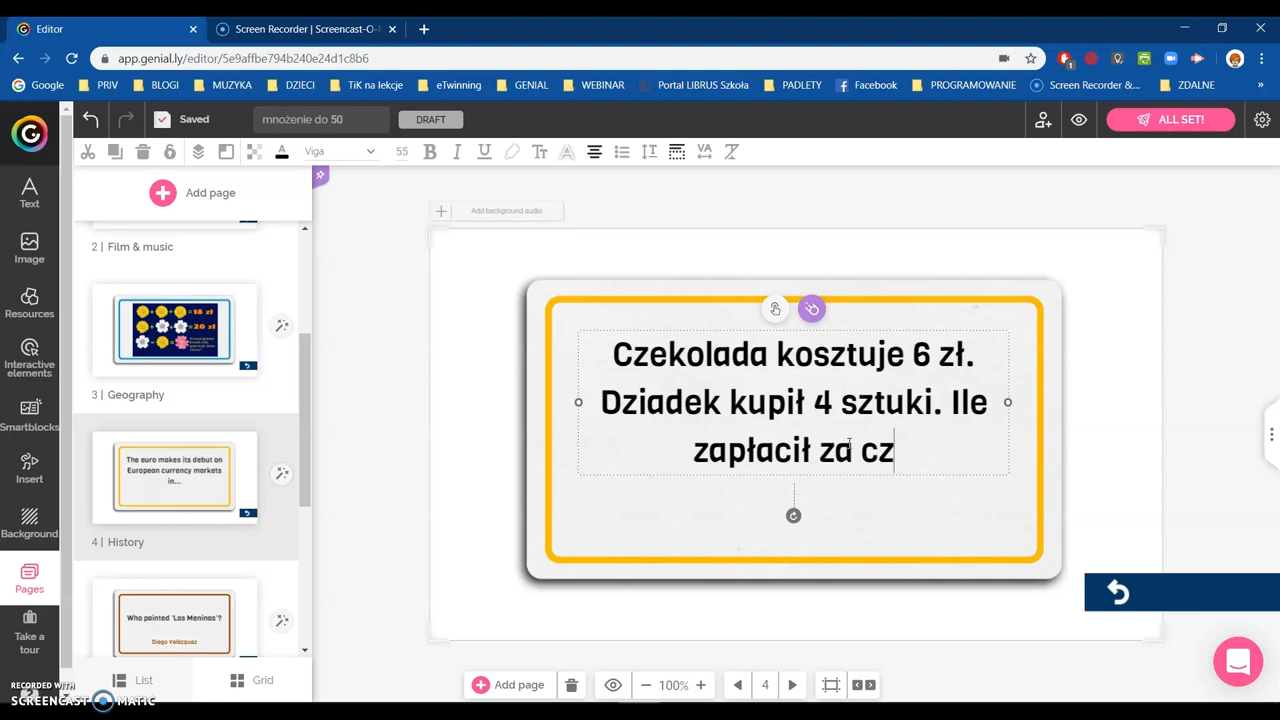 Editor
Screen Recorder | Screencast-O-
app.genial.ly/editor/5e9affbe794b240e24d1c8b6
Google PRIV BLOGI MUZYKA DZIECI TiK na lekcje eTwinning GENIAL WEBINAR Portal LIBRUS Szkoła PADLETY Facebook PROGRAMOWANIE Screen Recorder &... ZDALNE »
Saved mnożenie do 50 DRAFT ALL SET!
Viga 55
Add page
Add background audio
Text
Image
Resources
Interactive
elements
Smartblocks
Insert
Background
Pages
Take a
tour
2 | Film & music
= 18 zł
= 20 zł
3 | Geography
The euro makes its debut on
European currency markets
in...
4 | History
Who painted 'Las Meninas'?
Diego Velázquez
List Grid
Czekolada kosztuje 6 zł.
Dziadek kupił 4 sztuki. Ile
zapłacił za cz
Add page 100% 4
RECORDED WITH
SCREENCAST MATIC